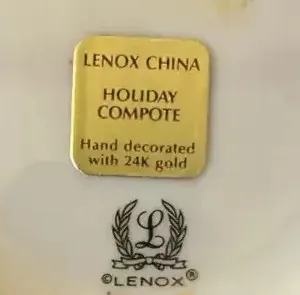 LENOX CHINA
HOLIDAY
COMPOTE
Hand decorated
with 24K gold
L
©LENOX®